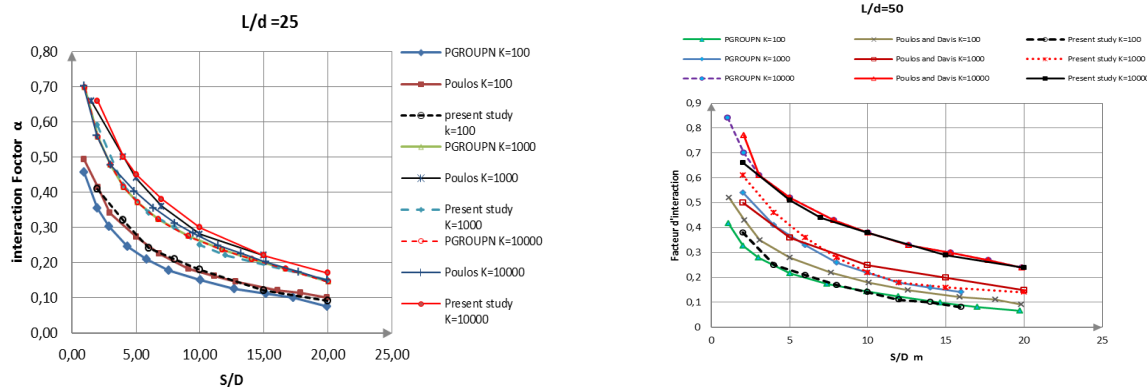 L/d =25
interaction Foctor α
0,80
0,70
0,60
0,50
0,40
0,30
0,20
0,10
0,00
0,00 5,00 10,00 15,00 20,00 25,00
S/D
PGROUPN K=100
Poulos K=100
present study
k=100
PGROUPN K=1000
Poulos K=1000
Present study
K=1000
PGROUPN K=10000
Poulos K=10000
Present study
K=10000
L/d=50
PGROUPN K=100 Poulos and Davis K=100 Present study K=100
PGROUPN K=1000 Poulos and Davis K=1000 Present study K=1000
PGROUPN K=10000 Poulos and Davis K=10000 Present study K=10000
Facteur d'interaction
0,9
0,8
0,7
0,6
0,5
0,4
0,3
0,2
0,1
0
0 5 10 15 20 25
S/D m